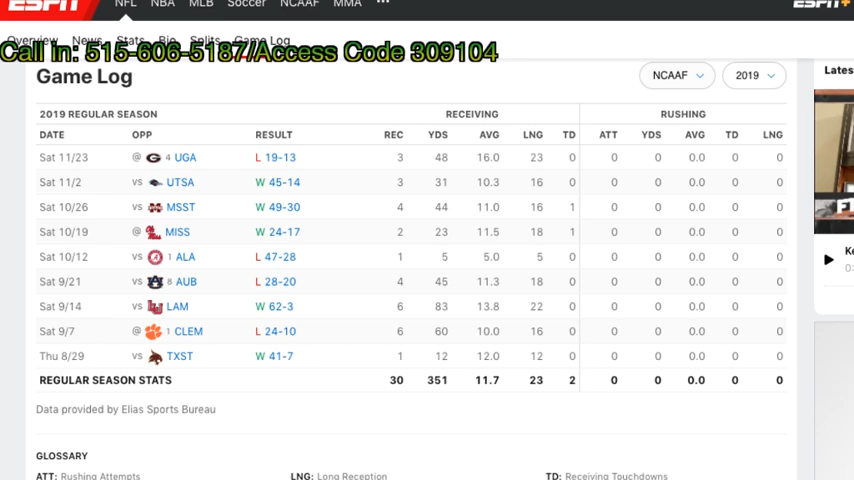 ESPN NFL NBA MLB Soccer NCAAF MMA ••• ESPN+
Overview News Stats Bio Splits Game Log
Call in: 515-606-5187/Access Code 309104
Game Log NCAAF 2019
2019 REGULAR SEASON RECEIVING RUSHING
DATE OPP RESULT REC YDS AVG LNG TD ATT YDS AVG TD LNG
Sat 11/23 @ 4 UGA L 19-13 3 48 16.0 23 0 0 0 0.0 0 0
Sat 11/2 vs UTSA W 45-14 3 31 10.3 16 0 0 0 0.0 0 0
Sat 10/26 vs MSST W 49-30 4 44 11.0 16 1 0 0 0.0 0 0
Sat 10/19 @ MISS W 24-17 2 23 11.5 18 1 0 0 0.0 0 0
Sat 10/12 vs 1 ALA L 47-28 1 5 5.0 5 0 0 0 0.0 0 0
Sat 9/21 vs 8 AUB L 28-20 4 45 11.3 18 0 0 0 0.0 0 0
Sat 9/14 vs LAM W 62-3 6 83 13.8 22 0 0 0 0.0 0 0
Sat 9/7 @ 1 CLEM L 24-10 6 60 10.0 16 0 0 0 0.0 0 0
Thu 8/29 vs TXST W 41-7 1 12 12.0 12 0 0 0 0.0 0 0
REGULAR SEASON STATS 30 351 11.7 23 2 0 0 0.0 0 0
Data provided by Elias Sports Bureau
GLOSSARY
ATT: Rushing Attempts LNG: Long Reception TD: Receiving Touchdowns
Lates